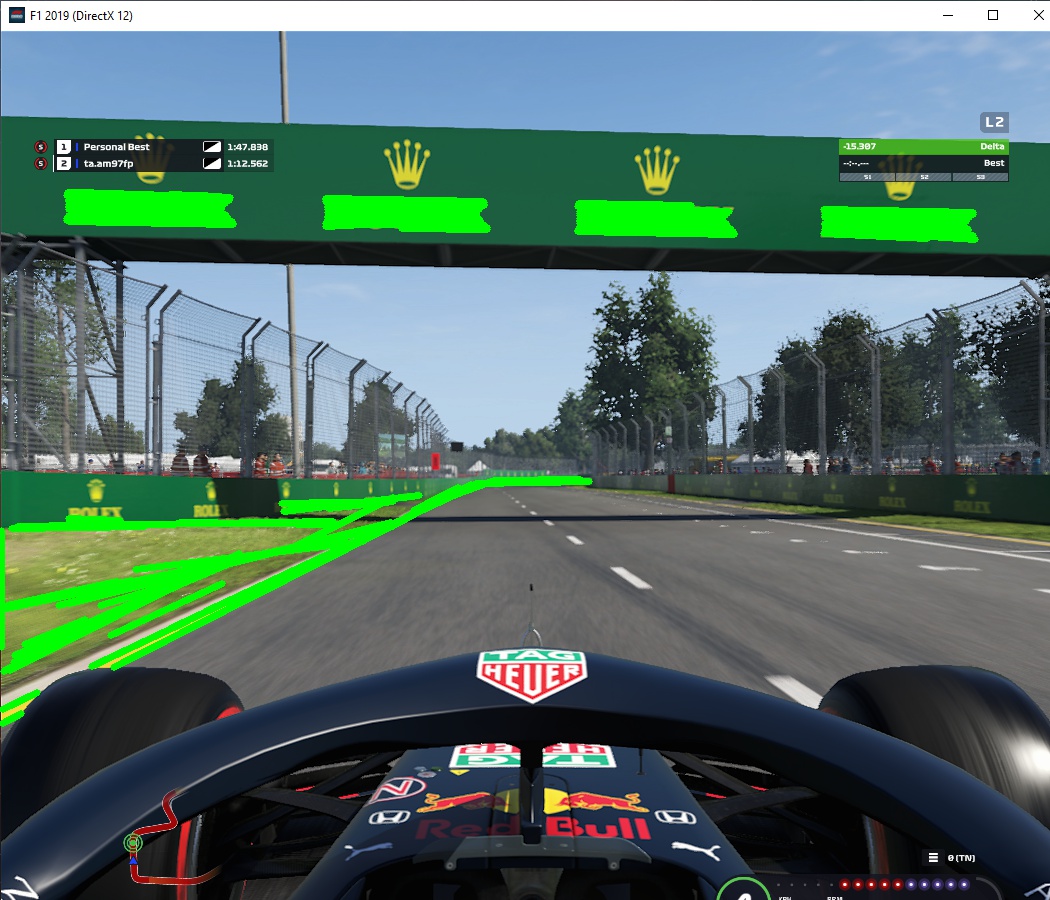 F1 2019 (DirectX 12)
L2
S 1 Personal Best 1:47.838
S 2 ta.am97fp 1:12.562
-15.307 Delta
--:--.--- Best
S1 S2 S3
ROLEX ROLEX
TAG
HEUER
Red Bull
0 (TN)